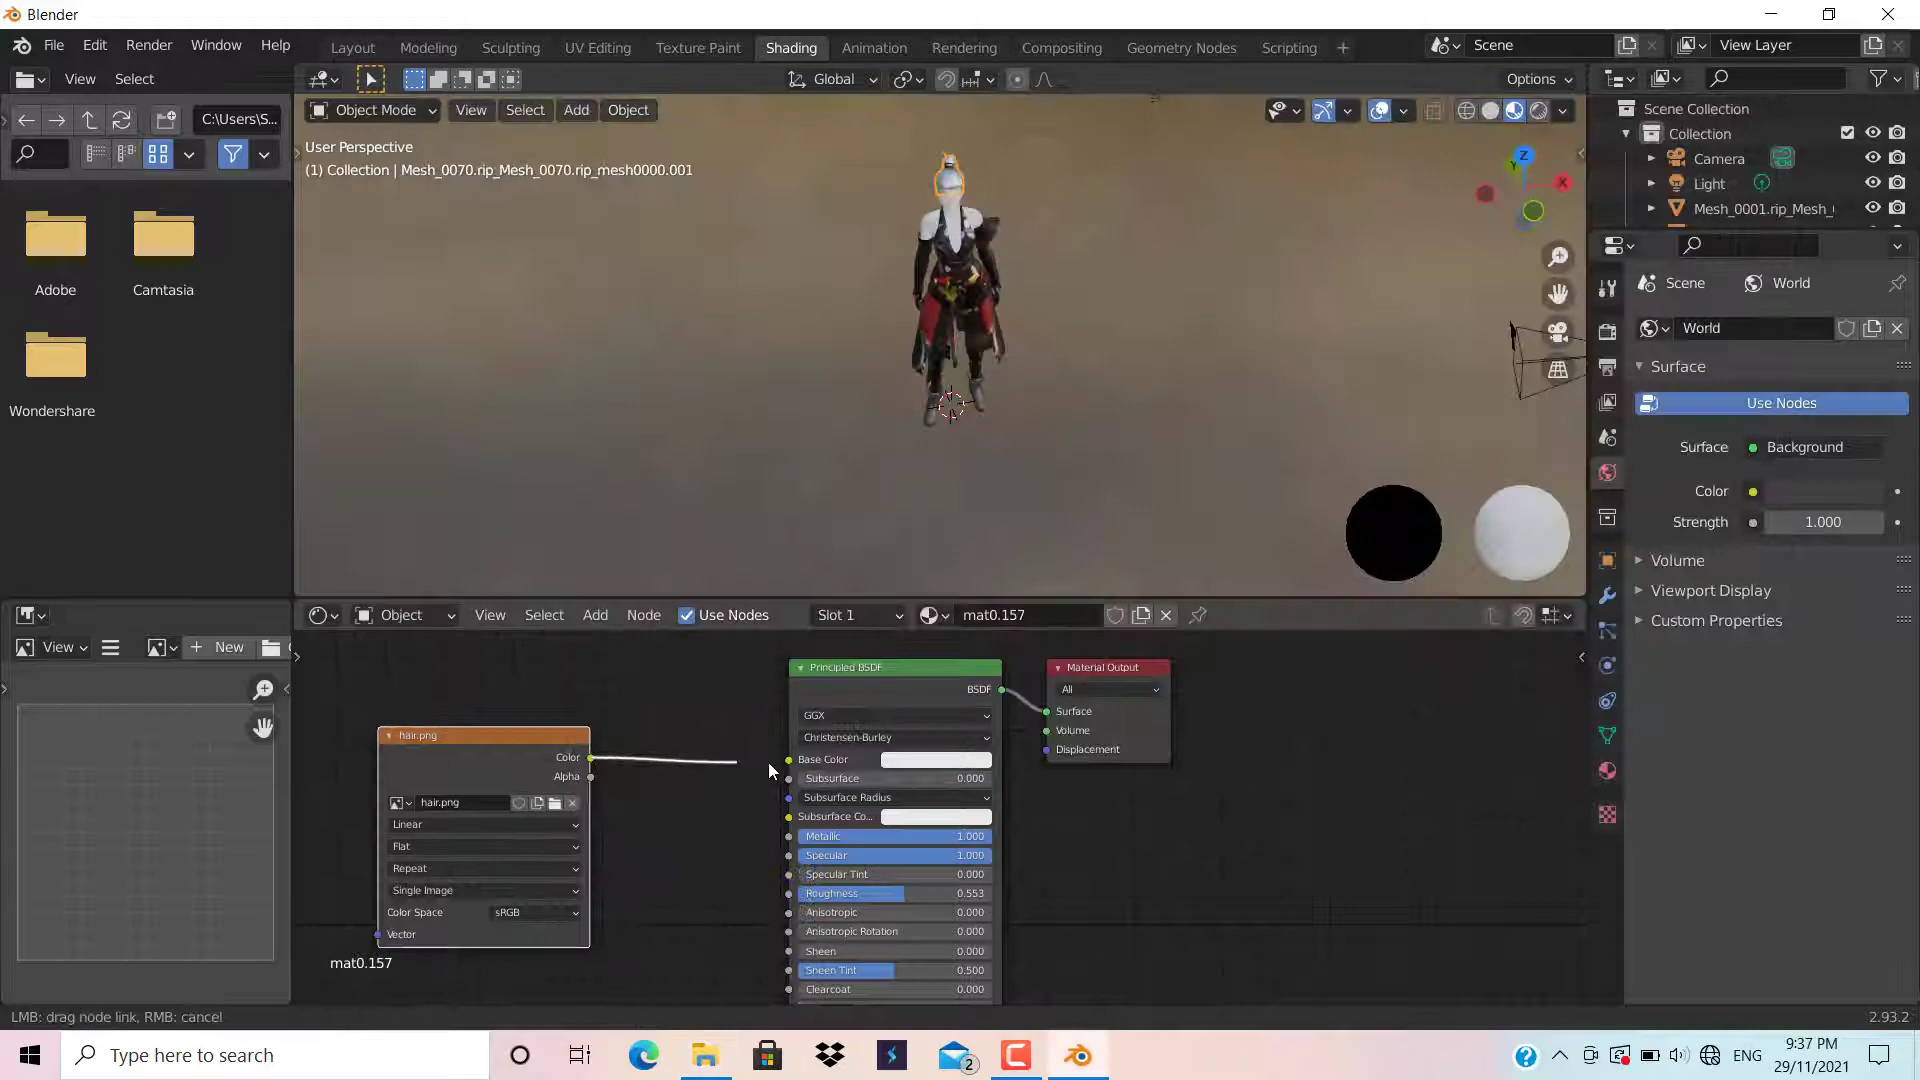 Blender
File Edit Render Window Help
Layout Modeling Sculpting UV Editing Texture Paint Shading Animation Rendering Compositing Geometry Nodes Scripting
Scene
View Layer
View Select
Global
Options
C:\Users\S...
Object Mode View Select Add Object
User Perspective
(1) Collection | Mesh_0070.rip_Mesh_0070.rip_mesh0000.001
Z
X
Y
Adobe
Camtasia
Wondershare
Scene Collection
Collection
Camera
Light
Mesh_0001.rip_Mesh_
Scene World
World
Surface
Use Nodes
Surface Background
Color
Strength 1.000
Volume
Viewport Display
Custom Properties
View New
Object View Select Add Node Use Nodes Slot 1 mat0.157
hair.png
Color
Alpha
hair.png
Linear
Flat
Repeat
Single Image
Color Space sRGB
Vector
mat0.157
Principled BSDF
BSDF
GGX
Christensen-Burley
Base Color
Subsurface 0.000
Subsurface Radius
Subsurface Co...
Metallic 1.000
Specular 1.000
Specular Tint 0.000
Roughness 0.553
Anisotropic 0.000
Anisotropic Rotation 0.000
Sheen 0.000
Sheen Tint 0.500
Clearcoat 0.000
Material Output
All
Surface
Volume
Displacement
LMB: drag node link, RMB: cancel
2.93.2
Type here to search
2
ENG
9:37 PM
29/11/2021